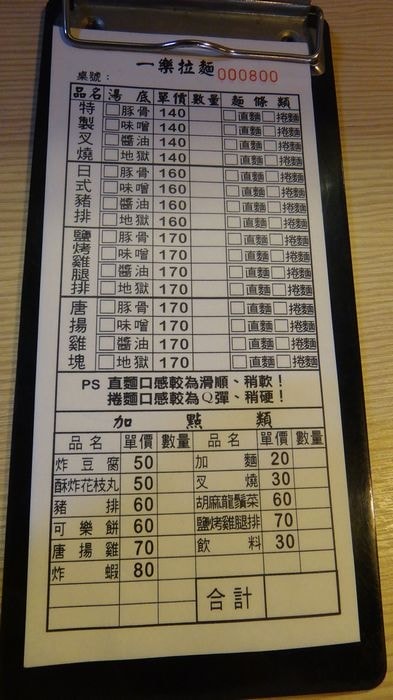 一樂拉麵 000800
桌號：
品名 湯底 單價 數量 麵條類
特製叉燒 □豚骨 140 □直麵 □捲麵
□味噌 140 □直麵 □捲麵
□醬油 140 □直麵 □捲麵
□地獄 140 □直麵 □捲麵
日式豬排 □豚骨 160 □直麵 □捲麵
□味噌 160 □直麵 □捲麵
□醬油 160 □直麵 □捲麵
□地獄 160 □直麵 □捲麵
鹽烤雞腿排 □豚骨 170 □直麵 □捲麵
□味噌 170 □直麵 □捲麵
□醬油 170 □直麵 □捲麵
□地獄 170 □直麵 □捲麵
唐揚雞塊 □豚骨 170 □直麵 □捲麵
□味噌 170 □直麵 □捲麵
□醬油 170 □直麵 □捲麵
□地獄 170 □直麵 □捲麵
PS 直麵口感較為滑順、稍軟！
捲麵口感較為Q彈、稍硬！
加點類
品名 單價 數量 品名 單價 數量
炸豆腐 50 加麵 20
酥炸花枝丸 50 叉燒 30
豬排 60 胡麻龍鬚菜 60
可樂餅 60 鹽烤雞腿排 70
唐揚雞 70 飲料 30
炸蝦 80
合計